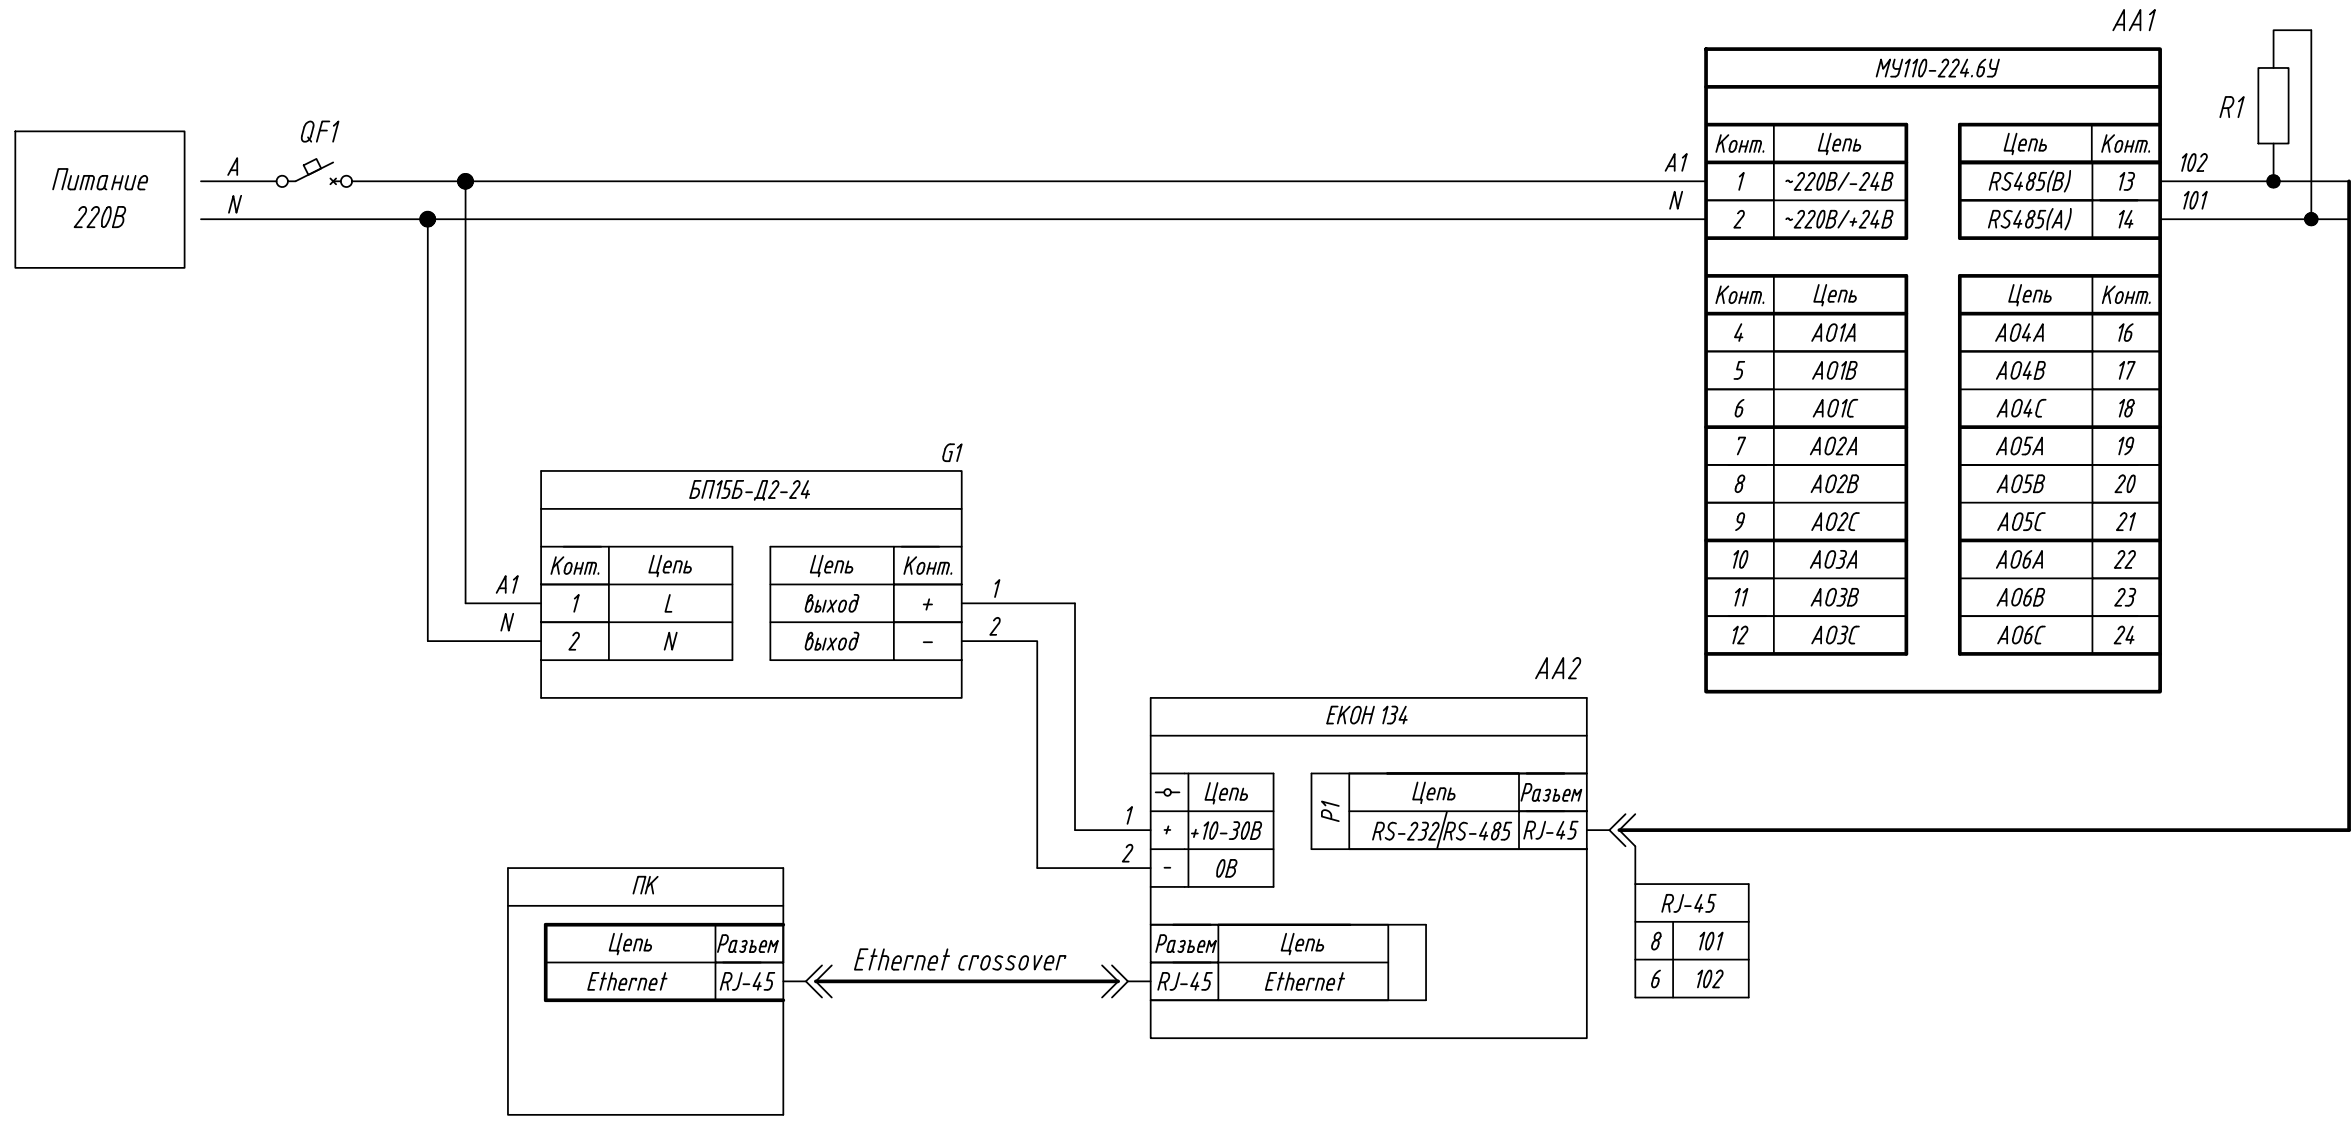 Питание
220В
A
N
QF1
AA1
МУ110-224.6У
A1
N
Конт. Цепь
1 ~220В/-24В
2 ~220В/+24В
Цепь Конт.
RS485(B) 13
RS485(A) 14
102
101
R1
Конт. Цепь
4 AO1A
5 AO1B
6 AO1C
7 AO2A
8 AO2B
9 AO2C
10 AO3A
11 AO3B
12 AO3C
Цепь Конт.
AO4A 16
AO4B 17
AO4C 18
AO5A 19
AO5B 20
AO5C 21
AO6A 22
AO6B 23
AO6C 24
G1
БП15Б-Д2-24
A1
N
Конт. Цепь
1 L
2 N
Цепь Конт.
выход +
выход -
1
2
AA2
ЕКОН 134
1
2
Цепь
+ +10-30В
- 0В
P1
Цепь Разъем
RS-232/RS-485 RJ-45
RJ-45
8 101
6 102
Разъем Цепь
RJ-45 Ethernet
Ethernet crossover
ПК
Цепь Разъем
Ethernet RJ-45